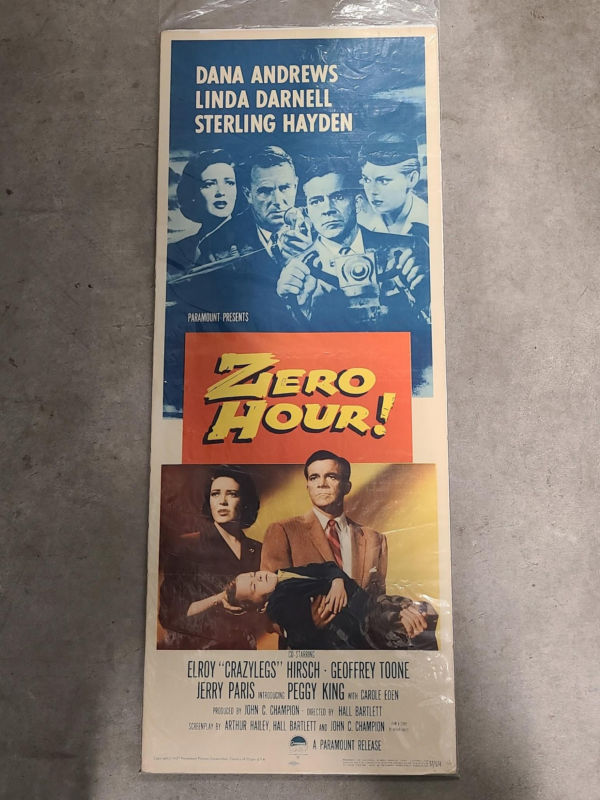 DANA ANDREWS
LINDA DARNELL
STERLING HAYDEN
PARAMOUNT PRESENTS
ZERO
HOUR!
CO-STARRING
ELROY "CRAZYLEGS" HIRSCH · GEOFFREY TOONE
JERRY PARIS INTRODUCING PEGGY KING WITH CAROLE EDEN
PRODUCED BY JOHN C. CHAMPION · DIRECTED BY HALL BARTLETT
SCREENPLAY BY ARTHUR HAILEY, HALL BARTLETT AND JOHN C. CHAMPION
A PARAMOUNT RELEASE